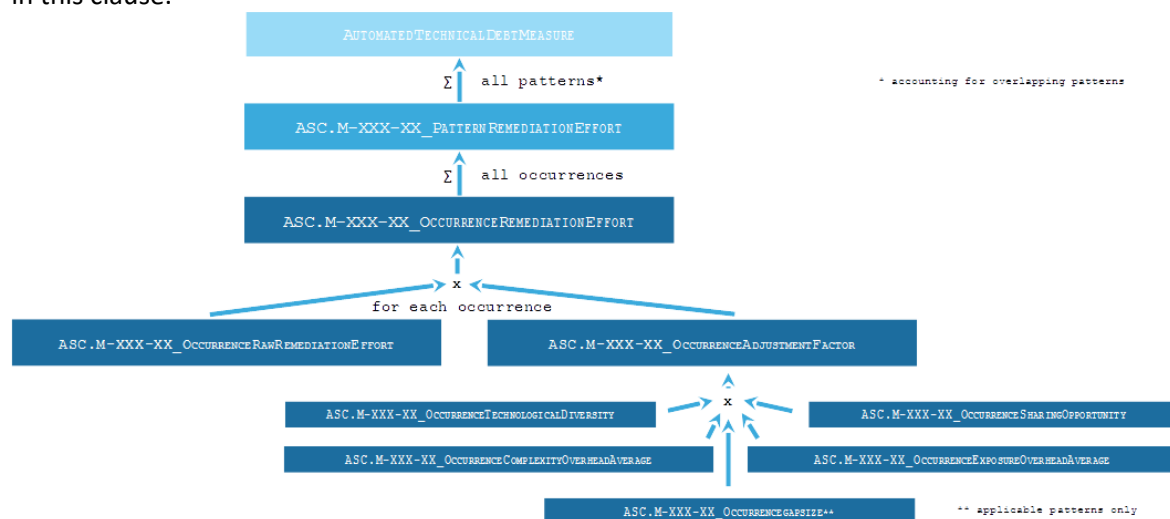 in this clause.
AUTOMATEDTECHNICALDEBTMEASURE
Σ all patterns*
* accounting for overlapping patterns
ASC.M-XXX-XX_PATTERNREMEDIATIONEFFORT
Σ all occurrences
ASC.M-XXX-XX_OCCURRENCEREMEDIATIONEFFORT
x
for each occurrence
ASC.M-XXX-XX_OCCURRENCERAWREMEDIATIONEFFORT
ASC.M-XXX-XX_OCCURRENCEADJUSTMENTFACTOR
x
ASC.M-XXX-XX_OCCURRENCETECHNOLOGICALDIVERSITY
ASC.M-XXX-XX_OCCURRENCESHARINGOPPORTUNITY
ASC.M-XXX-XX_OCCURRENCECOMPLEXITYOVERHEADAVERAGE
ASC.M-XXX-XX_OCCURRENCEEXPOSUREOVERHEADAVERAGE
ASC.M-XXX-XX_OCCURRENCEGAPSIZE**
** applicable patterns only